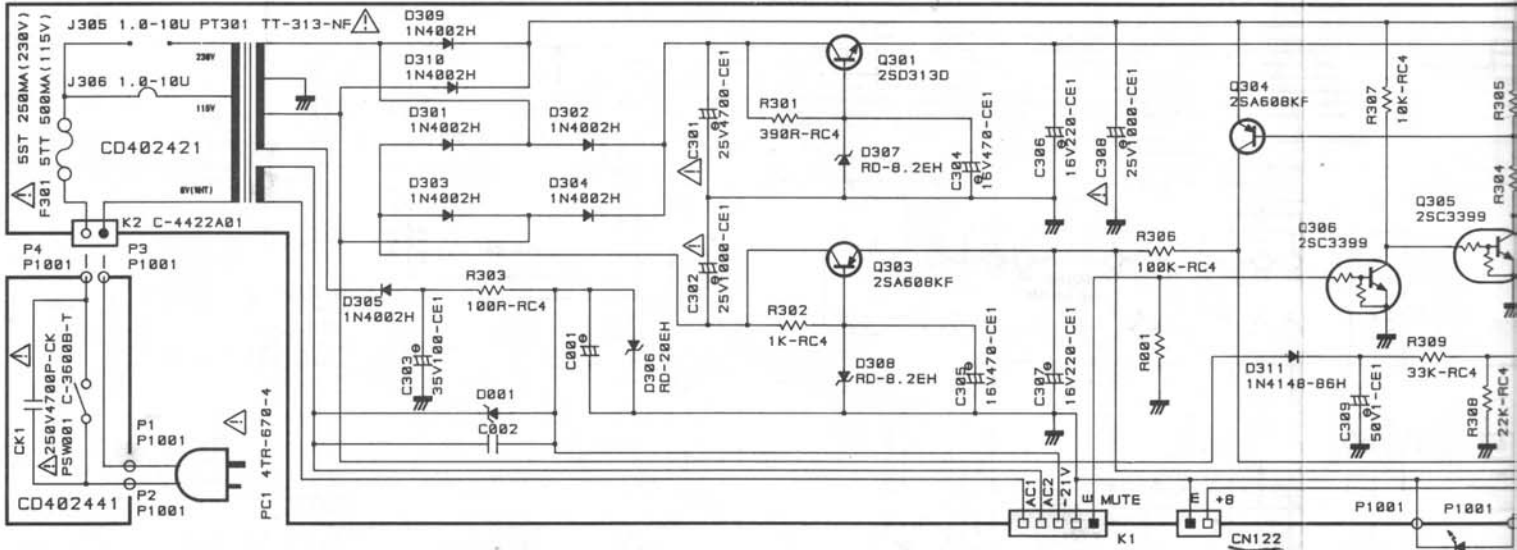 J305 1.0-10U PT301 TT-313-NF
230V
J306 1.0-10U
115V
5ST 250MA(230V)
F301 5TT 500MA(115V)
CD402421
0V(WHT)
K2 C-4422A01
P4
P1001
P3
P1001
CK1
250V4700P-CK
PSW001 C-3600B-T
P1
P1001
P2
P1001
CD402441
PC1 4TR-670-4
D309
1N4002H
D310
1N4002H
D301
1N4002H
D302
1N4002H
D303
1N4002H
D304
1N4002H
D305
1N4002H
R303
100R-RC4
C303
35V100-CE1
C001
D306
RD-20EH
D001
C002
C301
25V4700-CE1
C302
25V1000-CE1
R301
390R-RC4
Q301
2SD313D
D307
RD-8.2EH
C304
16V470-CE1
C306
16V220-CE1
C308
25V1000-CE1
Q303
2SA608KF
R302
1K-RC4
D308
RD-8.2EH
C305
16V470-CE1
C307
16V220-CE1
R306
100K-RC4
R001
Q304
2SA608KF
R307
10K-RC4
R305
R304
Q305
2SC3399
Q306
2SC3399
D311
1N4148-86H
R309
33K-RC4
C309
50V1-CE1
R308
22K-RC4
AC1
AC2
-21V
E
MUTE
K1
E
+B
CN122
P1001
P1001